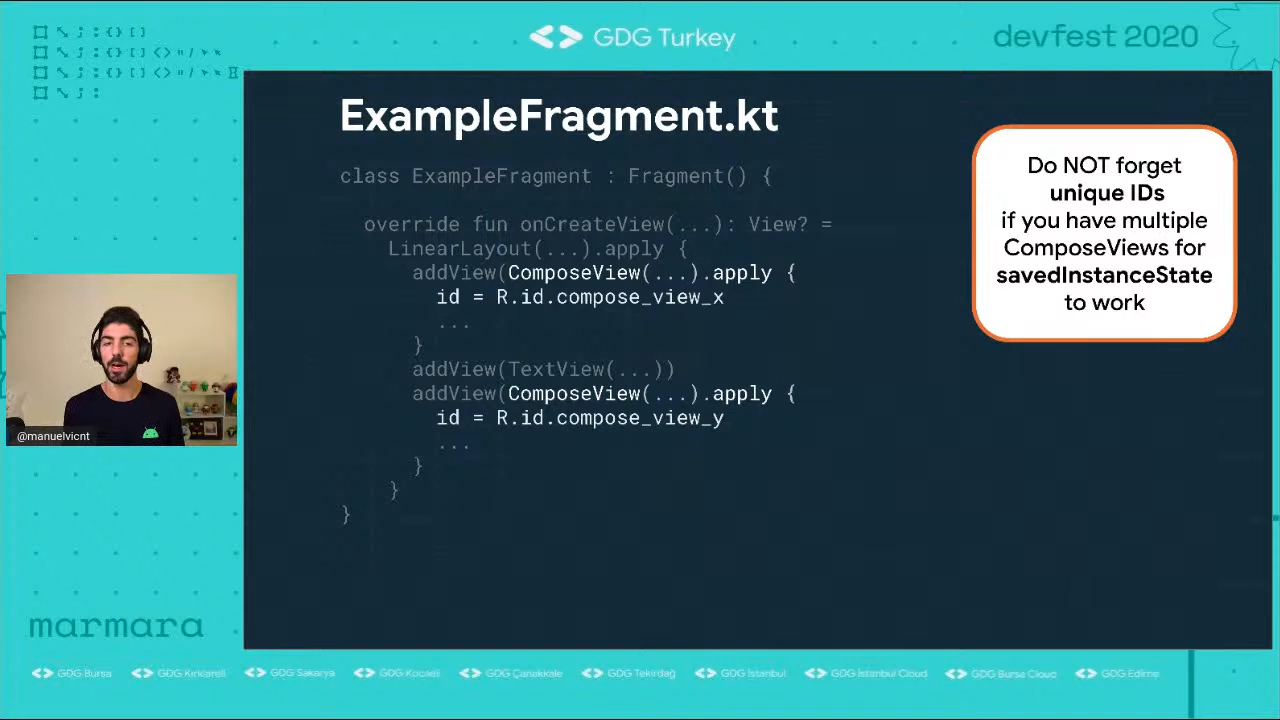 GDG Turkey
devfest 2020
ExampleFragment.kt
class ExampleFragment : Fragment() {
override fun onCreateView(...): View? =
LinearLayout(...).apply {
addView(ComposeView(...).apply {
id = R.id.compose_view_x
...
}
addView(TextView(...))
addView(ComposeView(...).apply {
id = R.id.compose_view_y
...
}
}
}
Do NOT forget
unique IDs
if you have multiple
ComposeViews for
savedInstanceState
to work
@manuelvicnt
marmara
GDG Bursa
GDG Kırklareli
GDG Sakarya
GDG Kocaeli
GDG Çanakkale
GDG Tekirdağ
GDG İstanbul
GDG İstanbul Cloud
GDG Bursa Cloud
GDG Edirne